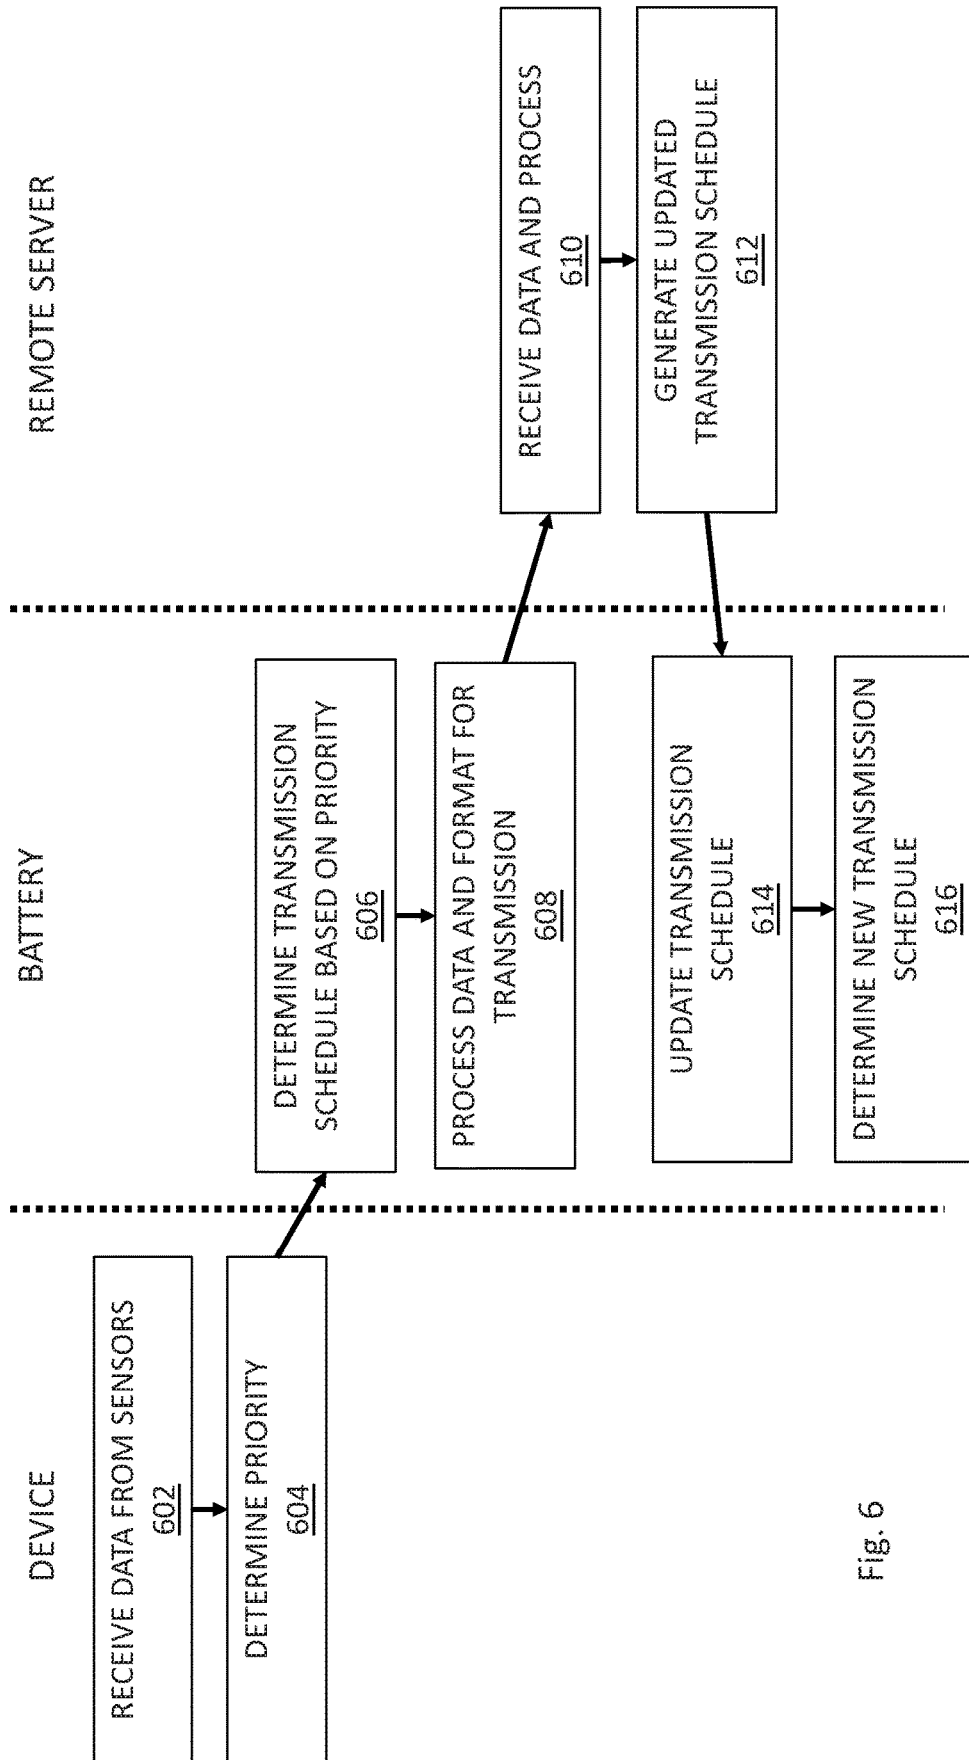 DEVICE
RECEIVE DATA FROM SENSORS
602
DETERMINE PRIORITY
604
BATTERY
DETERMINE TRANSMISSION
SCHEDULE BASED ON PRIORITY
606
PROCESS DATA AND FORMAT FOR
TRANSMISSION
608
UPDATE TRANSMISSION
SCHEDULE
614
DETERMINE NEW TRANSMISSION
SCHEDULE
616
REMOTE SERVER
RECEIVE DATA AND PROCESS
610
GENERATE UPDATED
TRANSMISSION SCHEDULE
612
Fig. 6